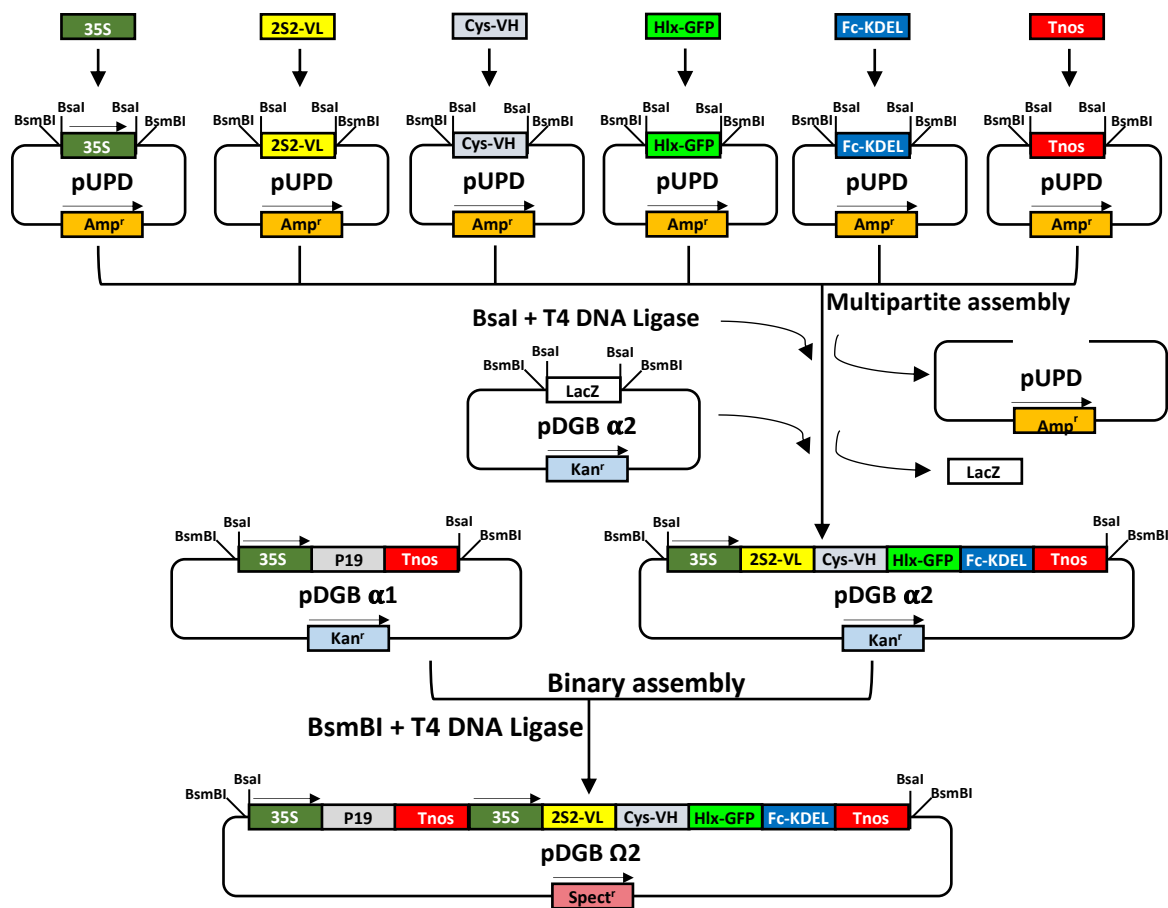 35S 2S2-VL Cys-VH Hlx-GFP Fc-KDEL Tnos
BsaI BsaI BsaI BsaI BsaI BsaI BsaI BsaI BsaI BsaI BsaI BsaI
BsmBI BsmBI BsmBI BsmBI BsmBI BsmBI BsmBI BsmBI BsmBI BsmBI BsmBI BsmBI
35S 2S2-VL Cys-VH Hlx-GFP Fc-KDEL Tnos
pUPD pUPD pUPD pUPD pUPD pUPD
Ampʳ Ampʳ Ampʳ Ampʳ Ampʳ Ampʳ
Multipartite assembly
BsaI + T4 DNA Ligase
BsaI BsaI
BsmBI BsmBI
LacZ
pDGB α2
Kanʳ
pUPD
Ampʳ
LacZ
BsaI BsaI
BsmBI BsmBI
35S P19 Tnos
pDGB α1
Kanʳ
BsaI BsaI
BsmBI BsmBI
35S 2S2-VL Cys-VH Hlx-GFP Fc-KDEL Tnos
pDGB α2
Kanʳ
Binary assembly
BsmBI + T4 DNA Ligase
BsaI BsaI
BsmBI BsmBI
35S P19 Tnos 35S 2S2-VL Cys-VH Hlx-GFP Fc-KDEL Tnos
pDGB Ω2
Spectʳ